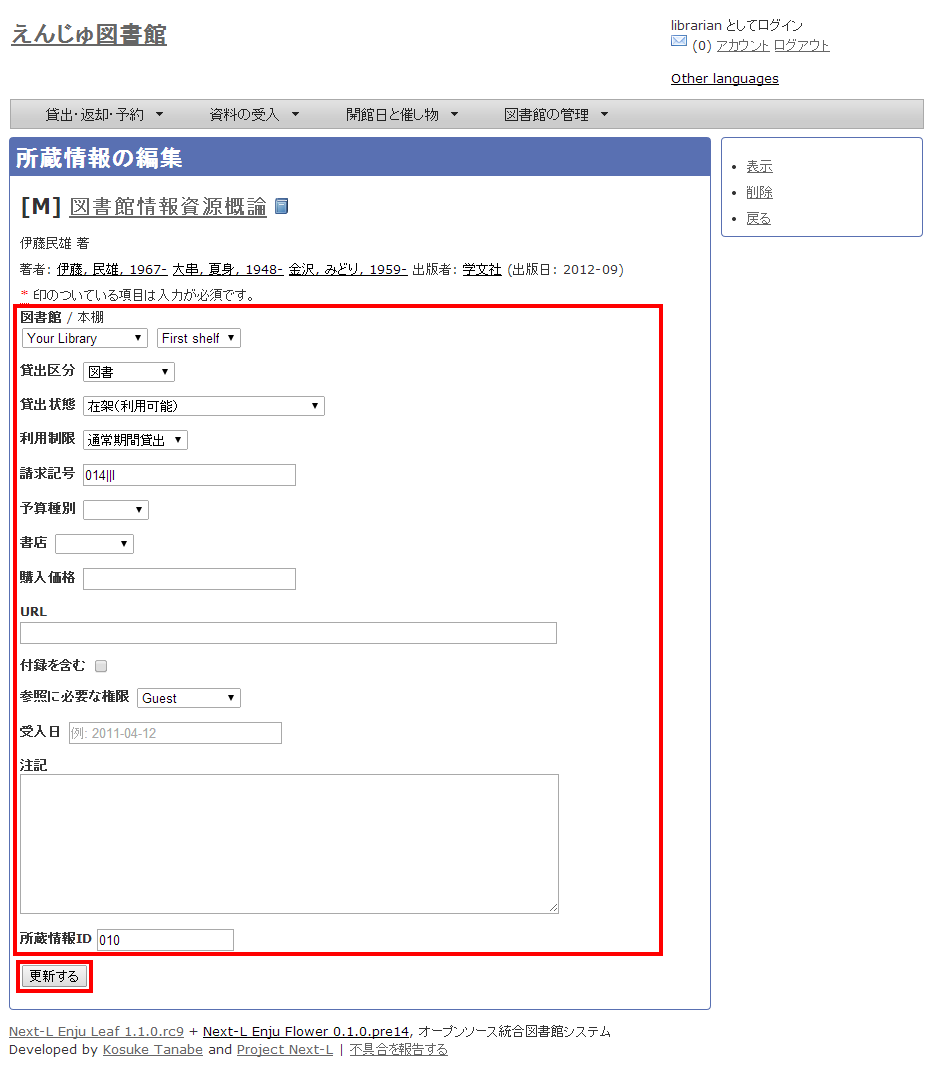 えんじゅ図書館
librarian としてログイン
(0) アカウント ログアウト
Other languages
貸出・返却・予約 ▼ 資料の受入 ▼ 開館日と催し物 ▼ 図書館の管理 ▼
所蔵情報の編集
• 表示
• 削除
• 戻る
[M] 図書館情報資源概論
伊藤民雄 著
著者: 伊藤, 民雄, 1967- 大串, 夏身, 1948- 金沢, みどり, 1959- 出版者: 学文社 (出版日: 2012-09)
* 印のついている項目は入力が必須です。
図書館 / 本棚
Your Library ▼ First shelf ▼
貸出区分 図書 ▼
貸出状態 在架(利用可能) ▼
利用制限 通常期間貸出 ▼
請求記号 014||I
予算種別 ▼
書店 ▼
購入価格
URL
付録を含む
参照に必要な権限 Guest ▼
受入日 例: 2011-04-12
注記
所蔵情報ID 010
更新する
Next-L Enju Leaf 1.1.0.rc9 + Next-L Enju Flower 0.1.0.pre14, オープンソース統合図書館システム
Developed by Kosuke Tanabe and Project Next-L | 不具合を報告する